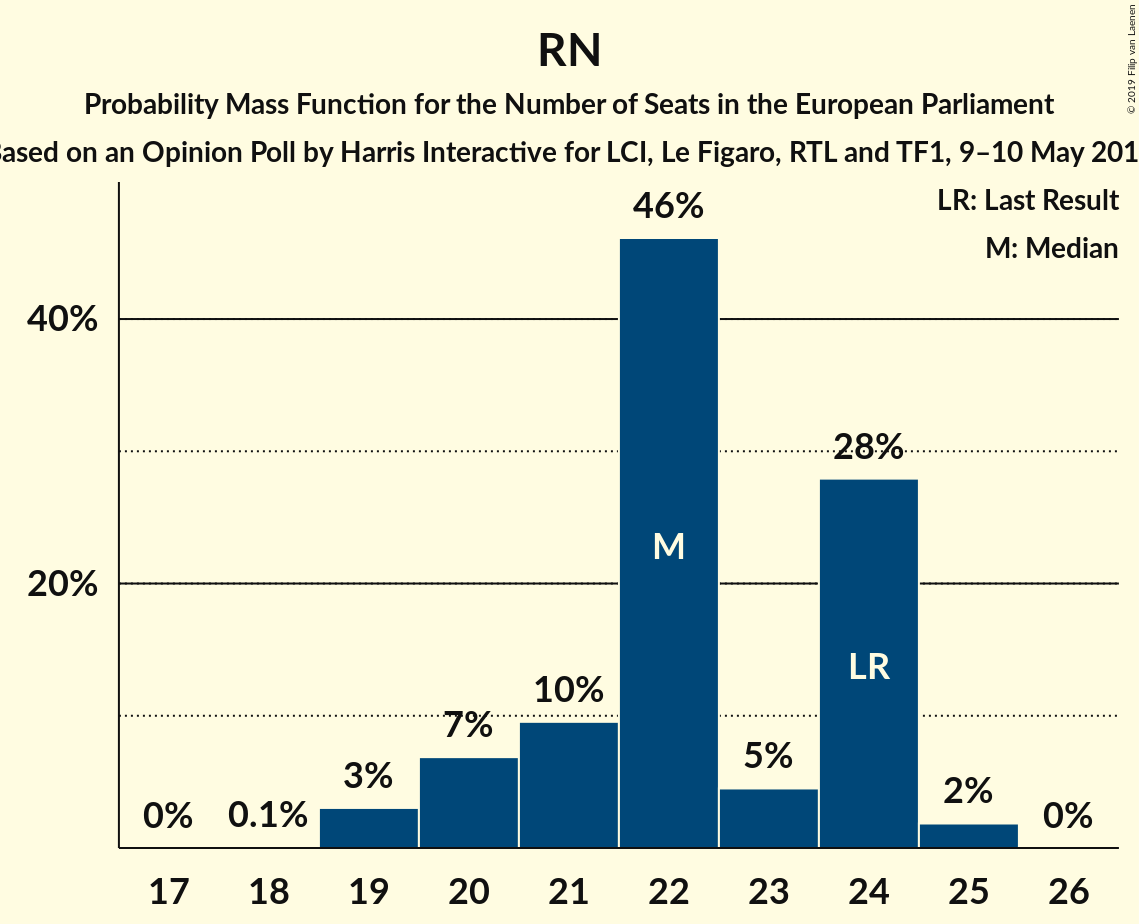 RN
Probability Mass Function for the Number of Seats in the European Parliament
Based on an Opinion Poll by Harris Interactive for LCI, Le Figaro, RTL and TF1, 9–10 May 201
LR: Last Result
M: Median
© 2019 Filip van Laenen
40%
20%
0%
0.1%
3%
7%
10%
46%
5%
28%
2%
0%
M
LR
17 18 19 20 21 22 23 24 25 26